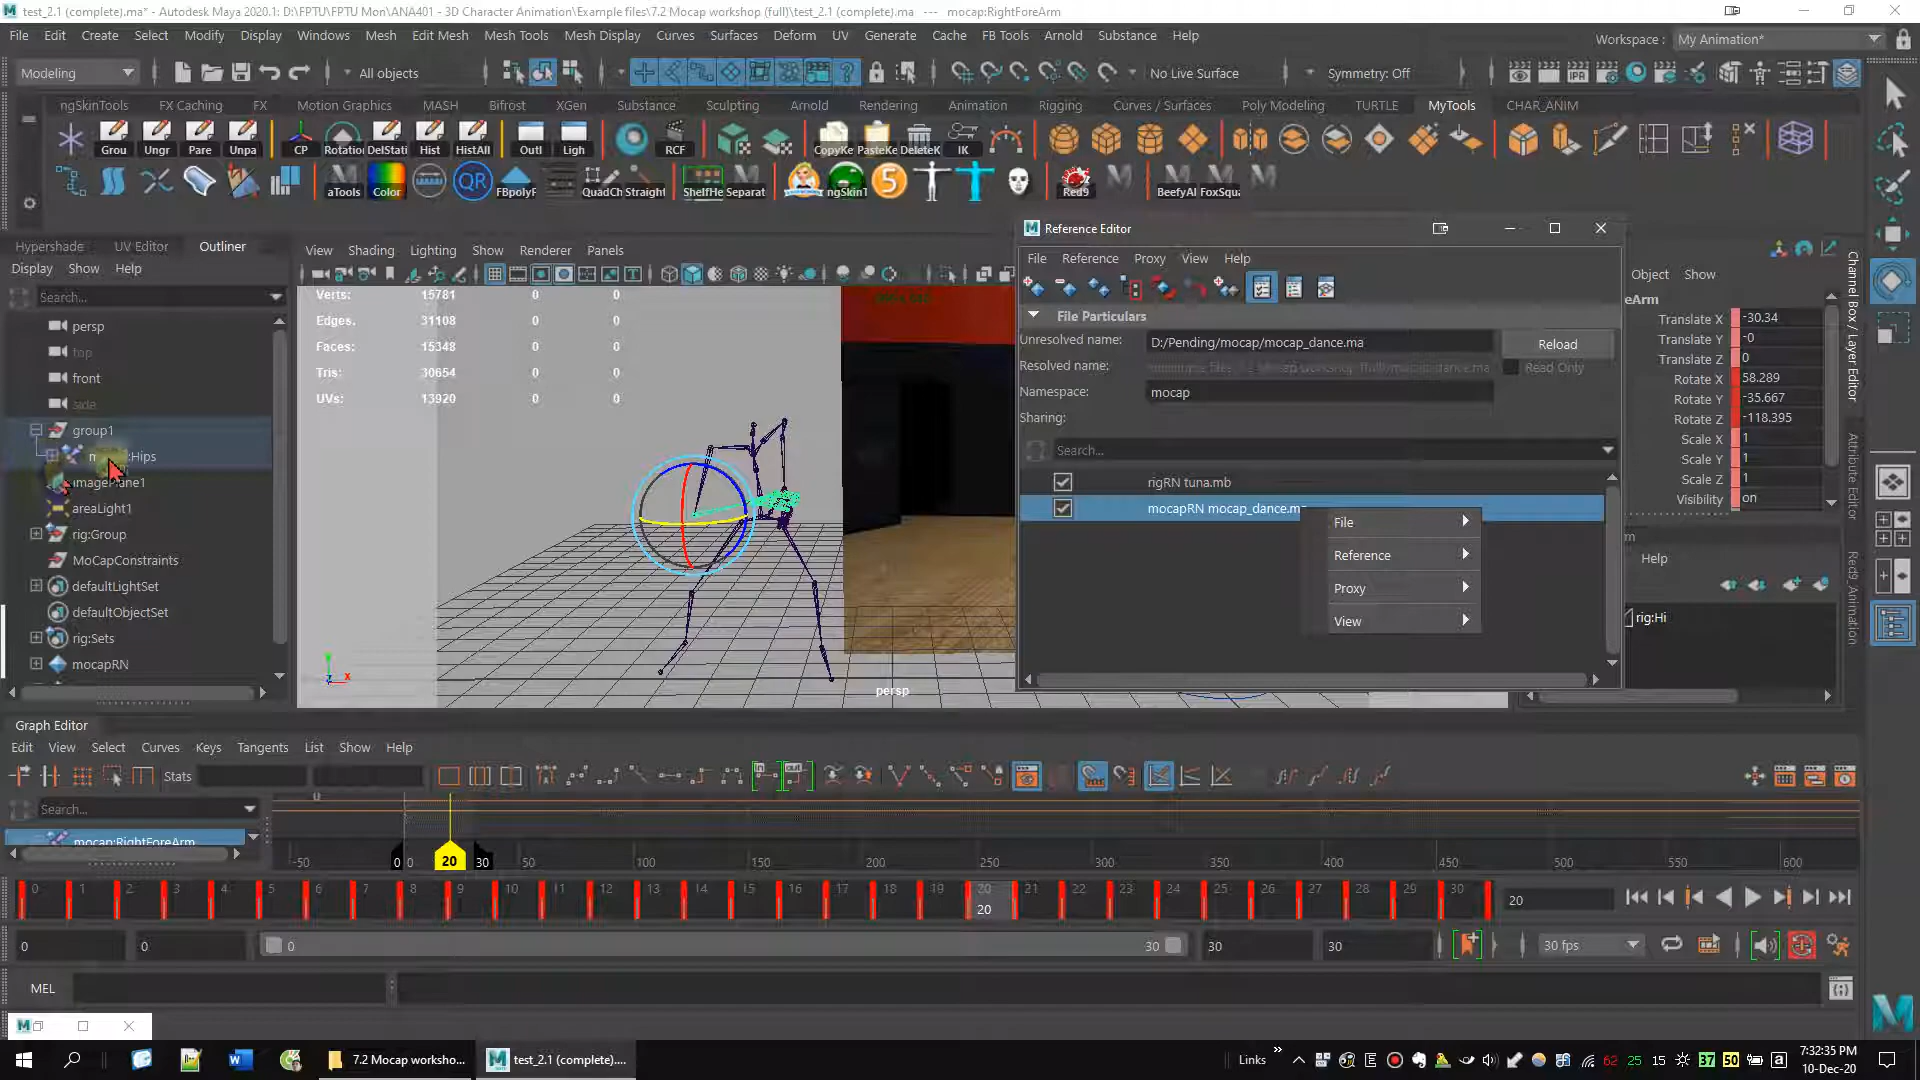 test_2.1 (complete).ma* - Autodesk Maya 2020.1: D:\FPTU\FPTU Mon\ANA401 - 3D Character Animation\Example files\7.2 Mocap workshop (full)\test_2.1 (complete).ma --- mocap:RightForeArm
File Edit Create Select Modify Display Windows Mesh Edit Mesh Mesh Tools Mesh Display Curves Surfaces Deform UV Generate Cache FB Tools Arnold Substance Help
Workspace : My Animation*
Modeling All objects No Live Surface Symmetry: Off
ngSkinTools FX Caching FX Motion Graphics MASH Bifrost XGen Substance Sculpting Arnold Rendering Animation Rigging Curves / Surfaces Poly Modeling TURTLE MyTools CHAR_ANIM
Grou Ungr Pare Unpa CP Rotatio DelStati Hist HistAll Outl Ligh RCF CopyKe PasteKe DeleteK IK
aTools Color QR FBpolyF QuadCh Straight ShelfHe Separat ngSkin1 5 Red9 BeefyAl FoxSqua
Hypershade UV Editor Outliner
Display Show Help
Search...
persp
top
front
side
group1
:Hips
imagePlane1
areaLight1
rig:Group
MoCapConstraints
defaultLightSet
defaultObjectSet
rig:Sets
mocapRN
View Shading Lighting Show Renderer Panels
Verts: 15781 0 0
Edges: 31108 0 0
Faces: 15348 0 0
Tris: 30654 0 0
UVs: 13920 0 0
persp
Reference Editor
File Reference Proxy View Help
File Particulars
Unresolved name: D:/Pending/mocap/mocap_dance.ma Reload
Resolved name: Read Only
Namespace: mocap
Sharing:
Search...
rigRN tuna.mb
mocapRN mocap_dance.m
File
Reference
Proxy
View
Object Show
eArm
Translate X -30.34
Translate Y -0
Translate Z 0
Rotate X 58.289
Rotate Y -35.667
Rotate Z -118.395
Scale X 1
Scale Y 1
Scale Z 1
Visibility on
Help
rig:Hi
Channel Box / Layer Editor
Attribute Editor
Red9_Animation
Graph Editor
Edit View Select Curves Keys Tangents List Show Help
Stats
Search...
mocap:RightForeArm
-50 0 0 20 30 50 100 150 200 250 300 350 400 450 500 550 600
0 1 2 3 4 5 6 7 8 9 10 11 12 13 14 15 16 17 18 19 20 21 22 23 24 25 26 27 28 29 30
20
20
0 0 0 30 30 30 30 fps
MEL
7.2 Mocap worksho... test_2.1 (complete)....
Links 62 25 15 37 50
7:32:35 PM
10-Dec-20